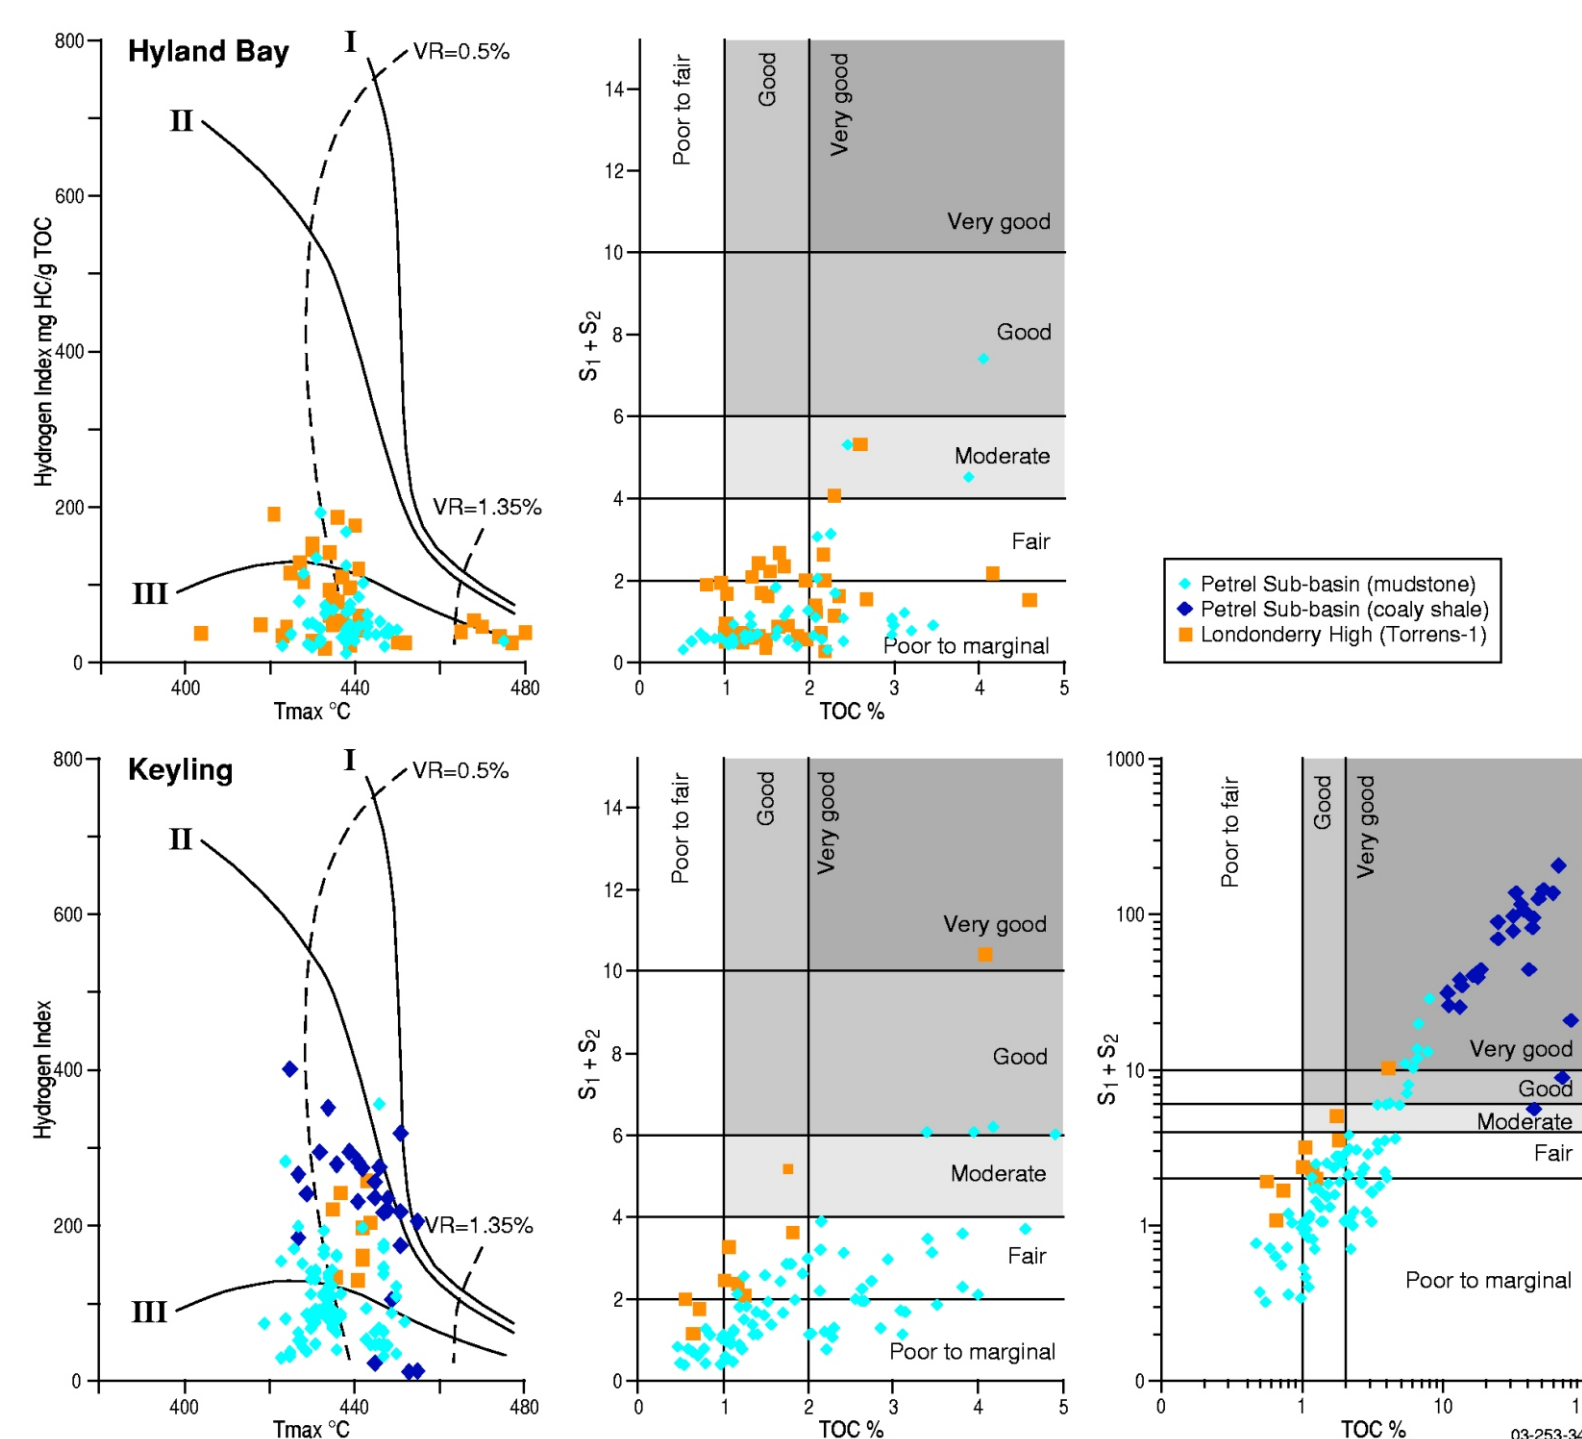 Hyland Bay
I
VR=0.5%
II
III
VR=1.35%
800
600
400
200
0
400
440
480
Hydrogen Index mg HC/g TOC
Tmax °C
Poor to fair
Good
Very good
Very good
Good
Moderate
Fair
Poor to marginal
14
12
10
8
6
4
2
0
0
1
2
3
4
5
S1 + S2
TOC %
Petrel Sub-basin (mudstone)
Petrel Sub-basin (coaly shale)
Londonderry High (Torrens-1)
Keyling
I
VR=0.5%
II
III
VR=1.35%
800
600
400
200
0
400
440
480
Hydrogen Index
Tmax °C
Poor to fair
Good
Very good
Very good
Good
Moderate
Fair
Poor to marginal
14
12
10
8
6
4
2
0
0
1
2
3
4
5
S1 + S2
TOC %
Poor to fair
Good
Very good
Very good
Good
Moderate
Fair
Poor to marginal
1000
100
10
1
0
0
1
10
1
S1 + S2
TOC %
03-253-34